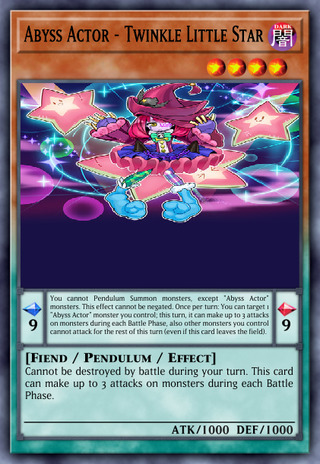 Abyss Actor - Twinkle Little Star
DARK
闇
You cannot Pendulum Summon monsters, except "Abyss Actor"
monsters. This effect cannot be negated. Once per turn: You can target 1
"Abyss Actor" monster you control; this turn, it can make up to 3 attacks
on monsters during each Battle Phase, also other monsters you control
cannot attack for the rest of this turn (even if this card leaves the field).
9
9
[Fiend / Pendulum / Effect]
Cannot be destroyed by battle during your turn. This card
can make up to 3 attacks on monsters during each Battle
Phase.
ATK/1000 DEF/1000